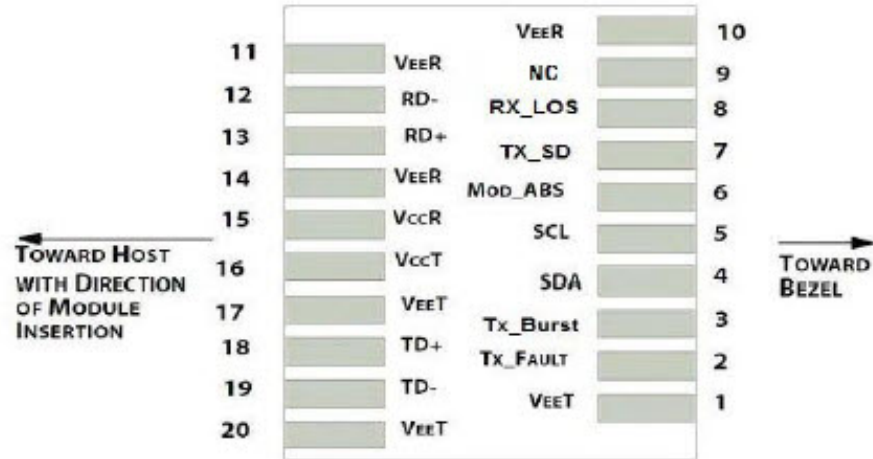 11 VEER
12 RD-
13 RD+
14 VEER
15 VCCR
16 VCCT
17 VEET
18 TD+
19 TD-
20 VEET
TOWARD HOST
WITH DIRECTION
OF MODULE
INSERTION
VEER 10
NC 9
RX_LOS 8
TX_SD 7
MOD_ABS 6
SCL 5
SDA 4
Tx_Burst 3
TX_FAULT 2
VEET 1
TOWARD
BEZEL